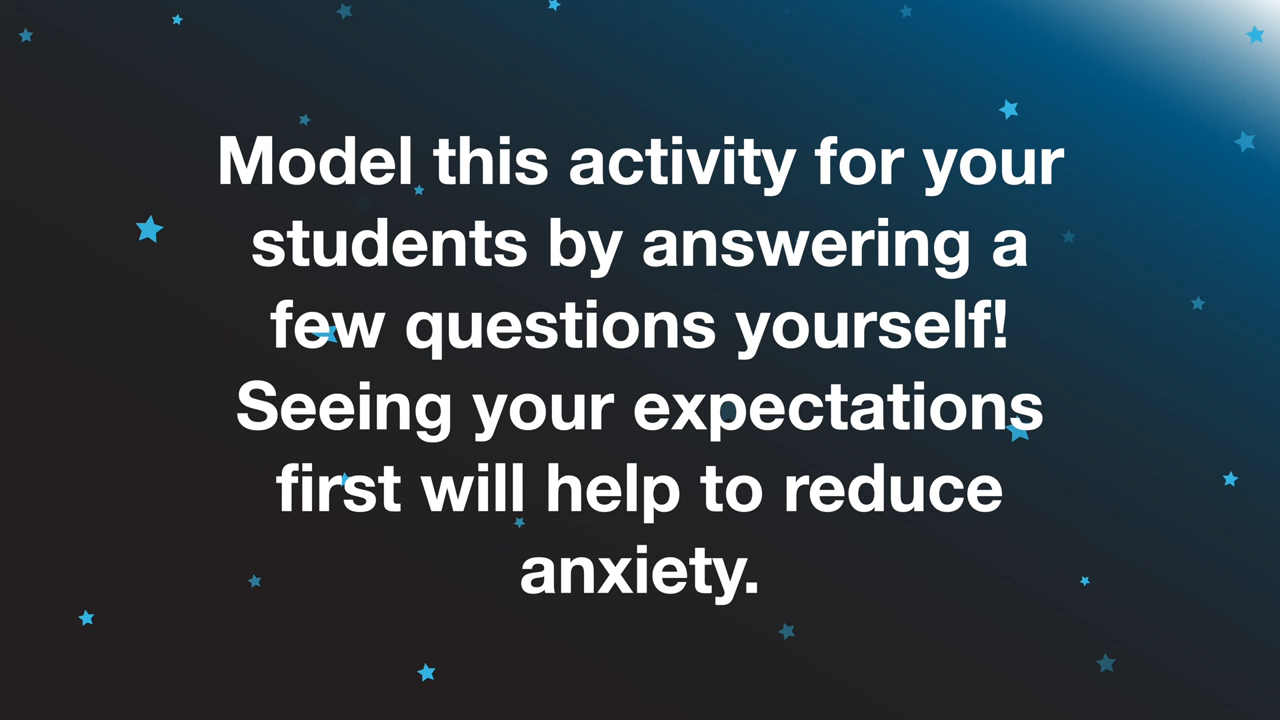 Model this activity for your
students by answering a
few questions yourself!
Seeing your expectations
first will help to reduce
anxiety.